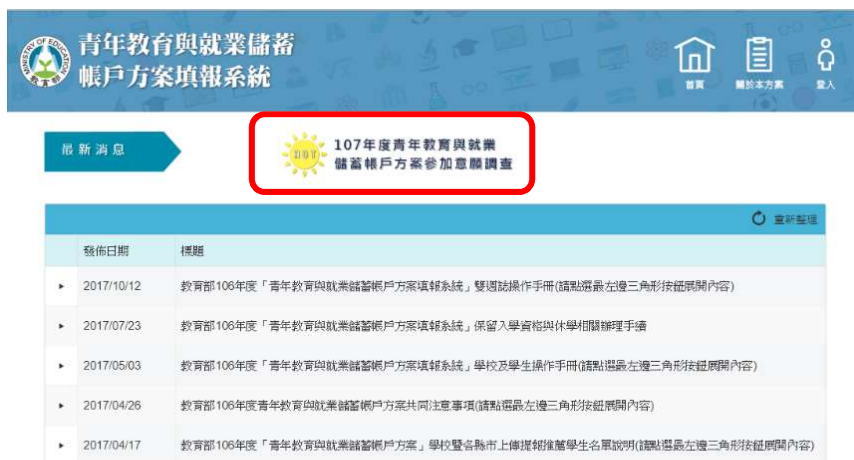 青年教育與就業儲蓄
帳戶方案填報系統
MINISTRY OF EDUCATION
教育部
首頁
關於本方案
登入
最新消息
HOT
107年度青年教育與就業
儲蓄帳戶方案參加意願調查
重新整理
發佈日期 標題
2017/10/12 教育部106年度「青年教育與就業儲蓄帳戶方案填報系統」雙週誌操作手冊(請點選最左邊三角形按鈕展開內容)
2017/07/23 教育部106年度「青年教育與就業儲蓄帳戶方案填報系統」保留入學資格與休學相關辦理手續
2017/05/03 教育部106年度「青年教育與就業儲蓄帳戶方案填報系統」學校及學生操作手冊(請點選最左邊三角形按鈕展開內容)
2017/04/26 教育部106年度青年教育與就業儲蓄帳戶方案共同注意事項(請點選最左邊三角形按鈕展開內容)
2017/04/17 教育部106年度「青年教育與就業儲蓄帳戶方案」學校暨各縣市上傳提報推薦學生名單說明(請點選最左邊三角形按鈕展開內容)